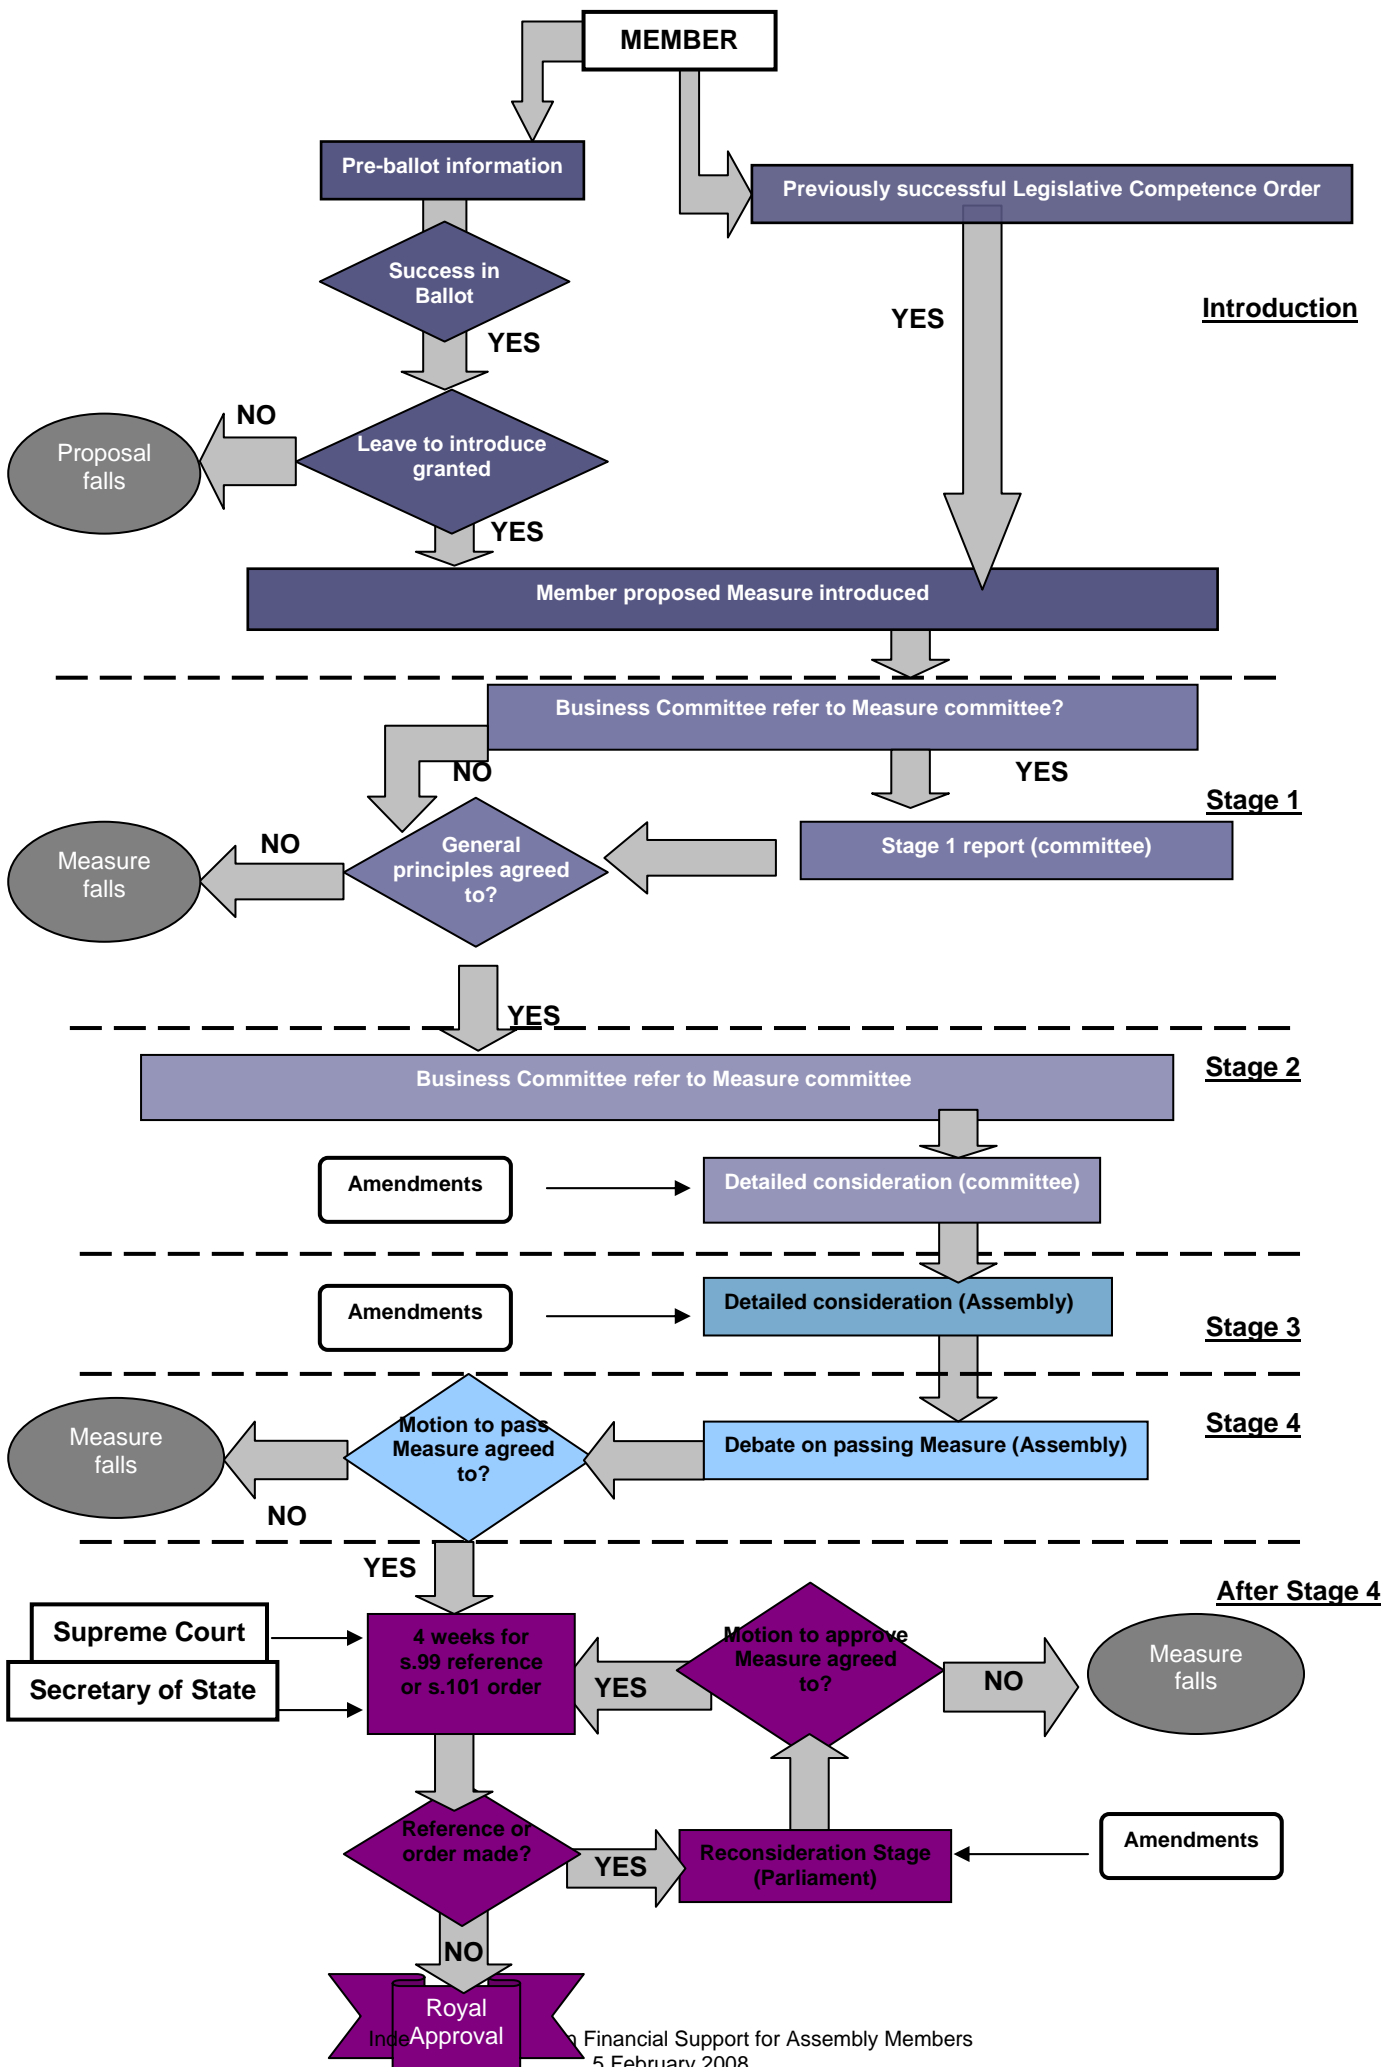 MEMBER
Pre-ballot information
Previously successful Legislative Competence Order
Success in
Ballot
Introduction
YES
YES
NO
Leave to introduce
granted
Proposal
falls
YES
Member proposed Measure introduced
Business Committee refer to Measure committee?
NO
YES
Stage 1
General
principles agreed
to?
Stage 1 report (committee)
NO
Measure
falls
YES
Stage 2
Business Committee refer to Measure committee
Amendments
Detailed consideration (committee)
Amendments
Detailed consideration (Assembly)
Stage 3
Stage 4
Motion to pass
Measure agreed
to?
Debate on passing Measure (Assembly)
Measure
falls
NO
YES
After Stage 4
Supreme Court
Secretary of State
4 weeks for
s.99 reference
or s.101 order
YES
Motion to approve
Measure agreed
to?
NO
Measure
falls
Reference or
order made?
YES
Reconsideration Stage
(Parliament)
Amendments
NO
Royal
Approval
Financial Support for Assembly Members
5 February 2008